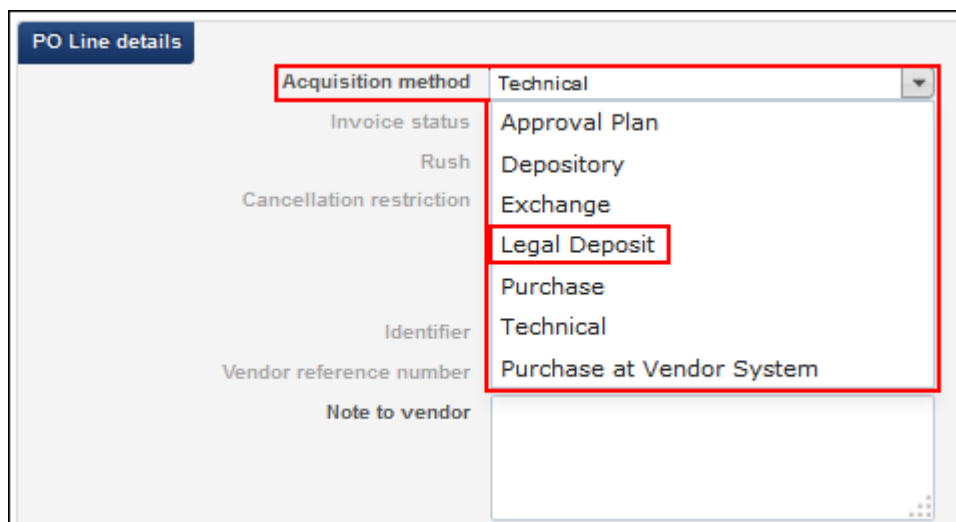 PO Line details
Acquisition method Technical
Invoice status Approval Plan
Rush Depository
Cancellation restriction Exchange
Legal Deposit
Purchase
Identifier Technical
Vendor reference number Purchase at Vendor System
Note to vendor